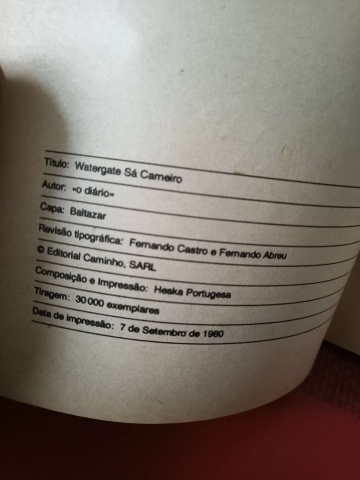 Título: Watergate Sá Carneiro
Autor: «o diário»
Capa: Baltazar
Revisão tipográfica: Fernando Castro e Fernando Abreu
© Editorial Caminho, SARL
Composição e Impressão: Heska Portugesa
Tiragem: 30 000 exemplares
Data de impressão: 7 de Setembro de 1980